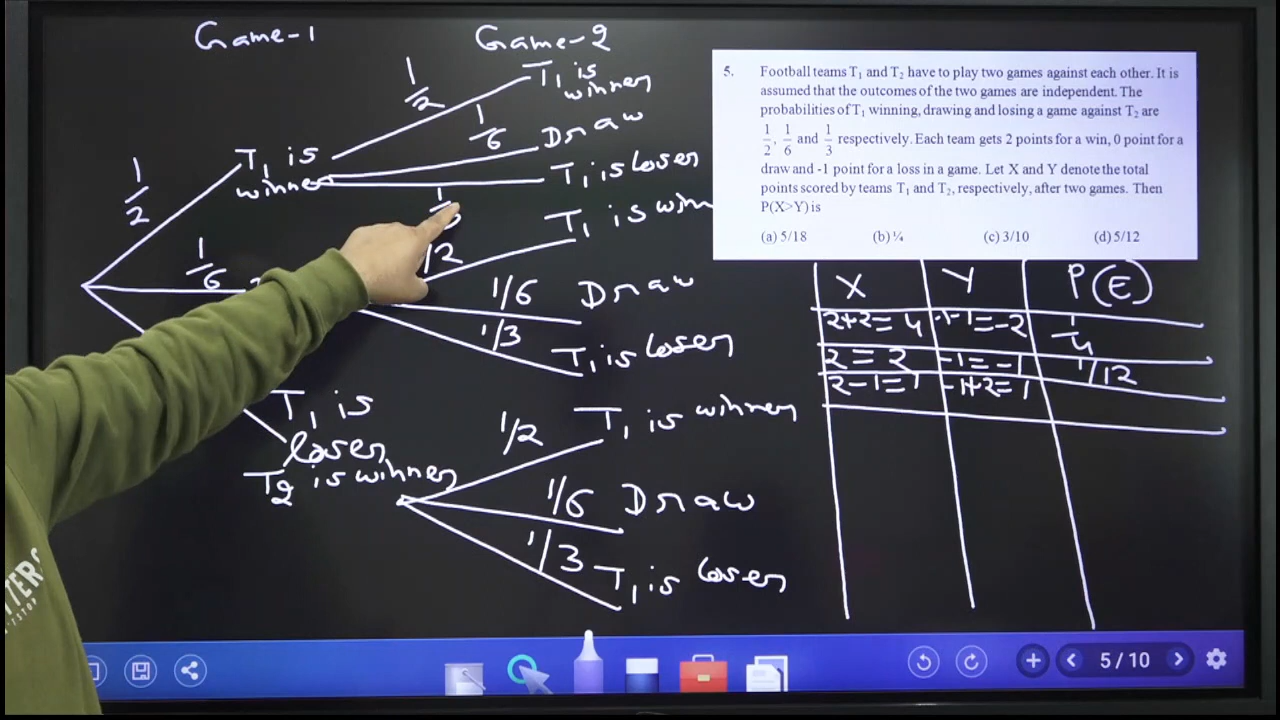 Game-1
Game-2
1/2
T1 is winner
1/6
Draw
1/2
T1 is winner
T1 is loser
1/6
T1 is winn
1/2
1/6
Draw
1/3
T1 is loser
T1 is loser
T2 is winner
1/2
T1 is winner
1/6
Draw
1/3
T1 is loser
5. Football teams T1 and T2 have to play two games against each other. It is
assumed that the outcomes of the two games are independent. The
probabilities of T1 winning, drawing and losing a game against T2 are
1/2, 1/6 and 1/3 respectively. Each team gets 2 points for a win, 0 point for a
draw and -1 point for a loss in a game. Let X and Y denote the total
points scored by teams T1 and T2, respectively, after two games. Then
P(X>Y) is
(a) 5/18 (b) ¼ (c) 3/10 (d) 5/12
X Y P(E)
2+2=4 -1-1=-2 1/4
2=2 -1=-1 1/12
2-1=1 -1+2=1
5/10